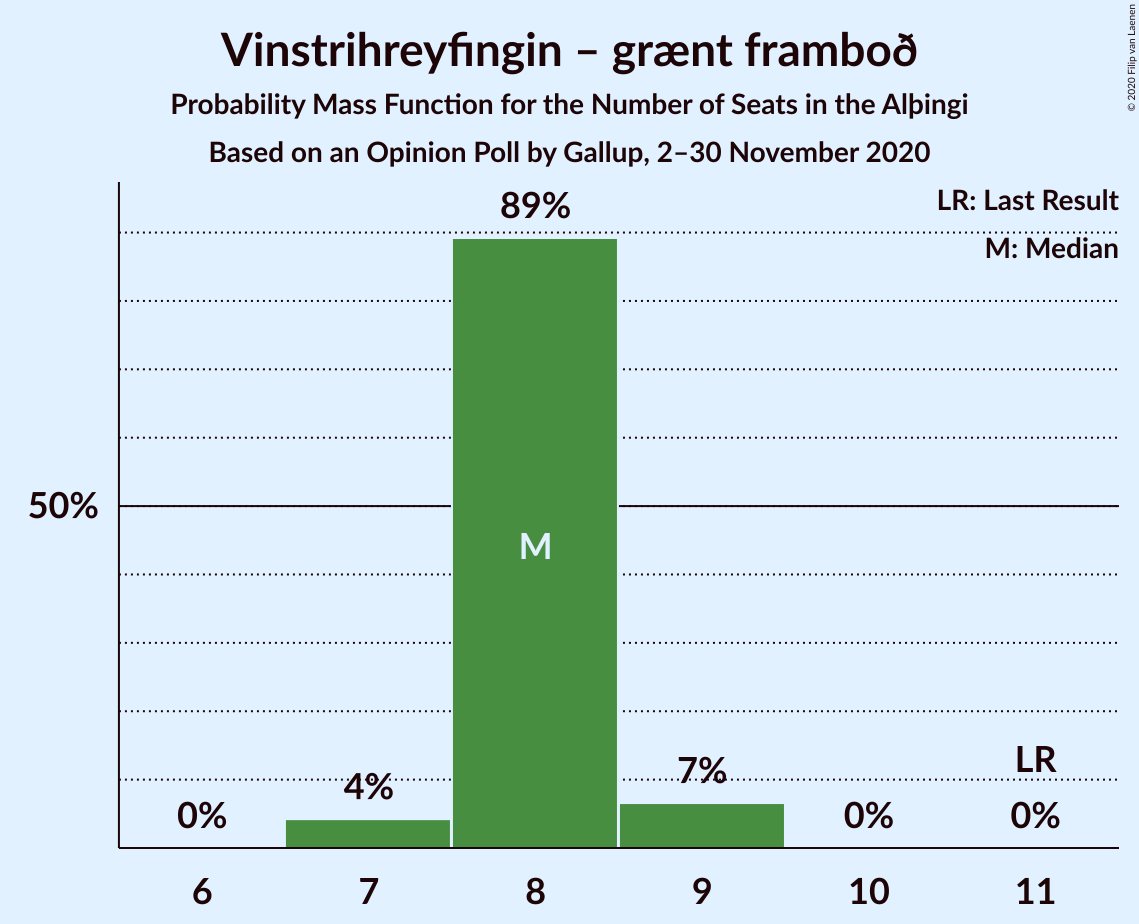 Vinstrihreyfingin – grænt framboð
Probability Mass Function for the Number of Seats in the Alþingi
Based on an Opinion Poll by Gallup, 2–30 November 2020
© 2020 Filip van Laenen
LR: Last Result
M: Median
89%
50%
M
LR
7%
4%
0%
0%
0%
6
7
8
9
10
11